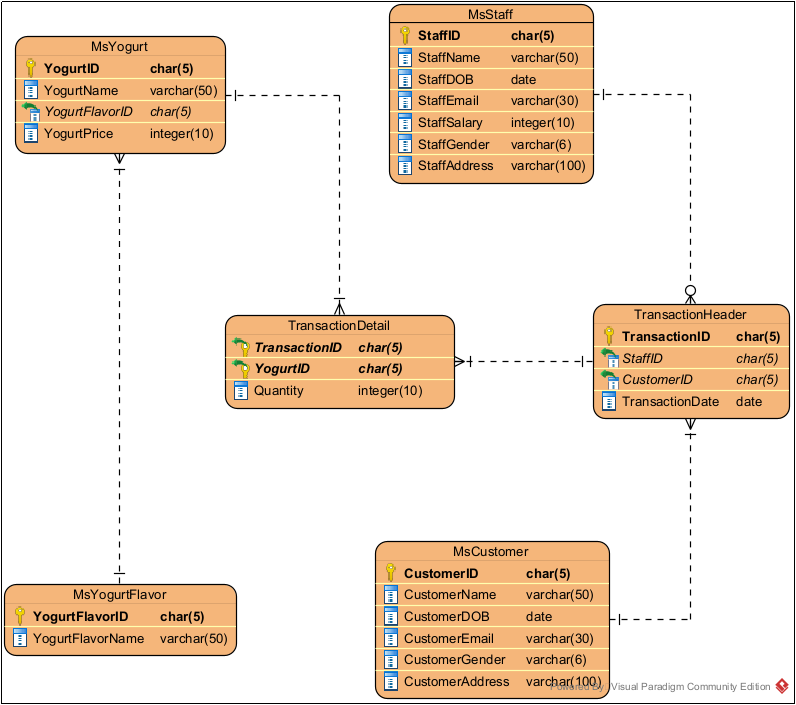 MsYogurt
YogurtID char(5)
YogurtName varchar(50)
YogurtFlavorID char(5)
YogurtPrice integer(10)
MsStaff
StaffID char(5)
StaffName varchar(50)
StaffDOB date
StaffEmail varchar(30)
StaffSalary integer(10)
StaffGender varchar(6)
StaffAddress varchar(100)
TransactionDetail
TransactionID char(5)
YogurtID char(5)
Quantity integer(10)
TransactionHeader
TransactionID char(5)
StaffID char(5)
CustomerID char(5)
TransactionDate date
MsYogurtFlavor
YogurtFlavorID char(5)
YogurtFlavorName varchar(50)
MsCustomer
CustomerID char(5)
CustomerName varchar(50)
CustomerDOB date
CustomerEmail varchar(30)
CustomerGender varchar(6)
CustomerAddress varchar(100)
Powered By Visual Paradigm Community Edition